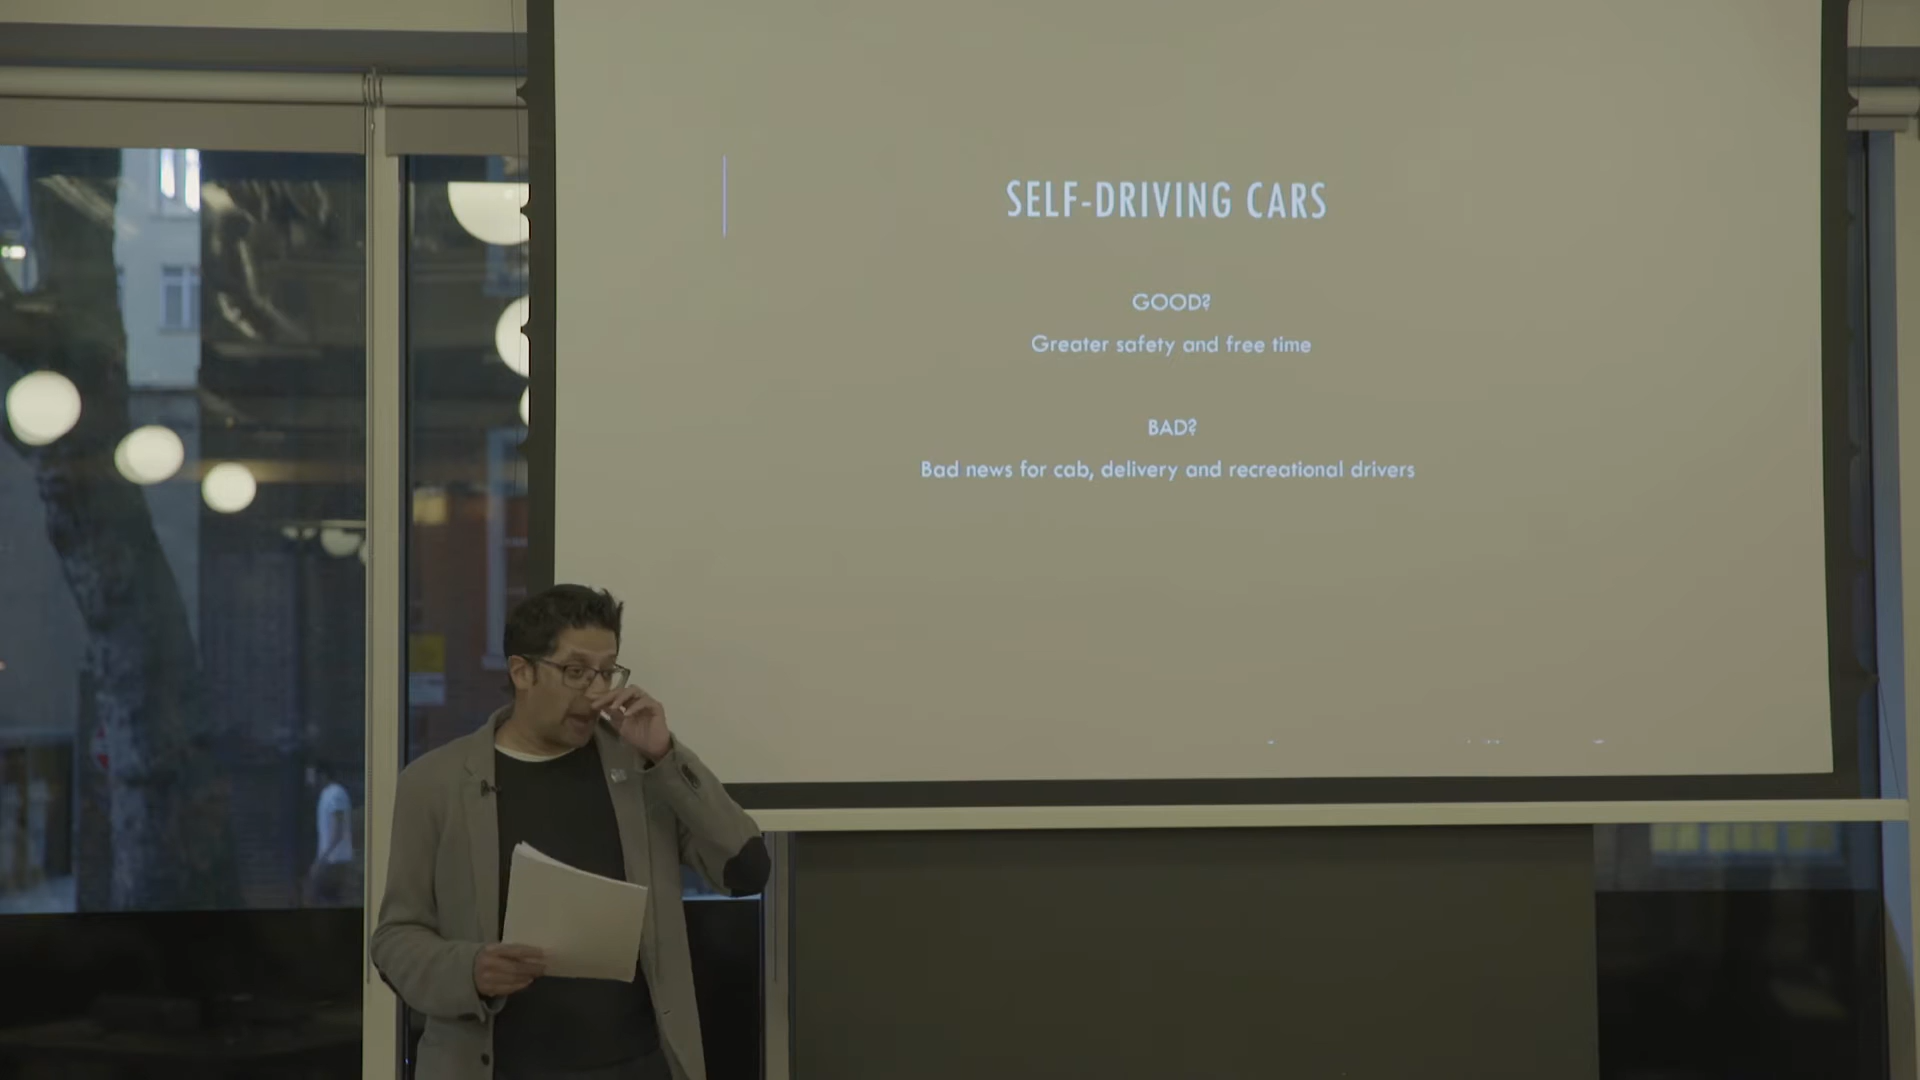 SELF-DRIVING CARS
GOOD?
Greater safety and free time
BAD?
Bad news for cab, delivery and recreational drivers